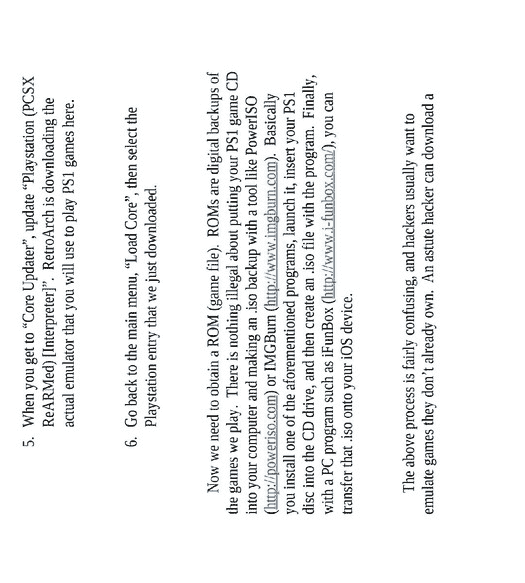 5. When you get to “Core Updater”, update “Playstation (PCSX
ReARMed) [Interpreter]”. RetroArch is downloading the
actual emulator that you will use to play PS1 games here.
6. Go back to the main menu, “Load Core”, then select the
Playstation entry that we just downloaded.
Now we need to obtain a ROM (game file). ROMs are digital backups of
the games we play. There is nothing illegal about putting your PS1 game CD
into your computer and making an .iso backup with a tool like PowerISO
(http://poweriso.com) or IMGBurn (http://www.imgburn.com). Basically
you install one of the aforementioned programs, launch it, insert your PS1
disc into the CD drive, and then create an .iso file with the program. Finally,
with a PC program such as iFunBox (http://www.i-funbox.com/), you can
transfer that .iso onto your iOS device.
The above process is fairly confusing, and hackers usually want to
emulate games they don’t already own. An astute hacker can download a